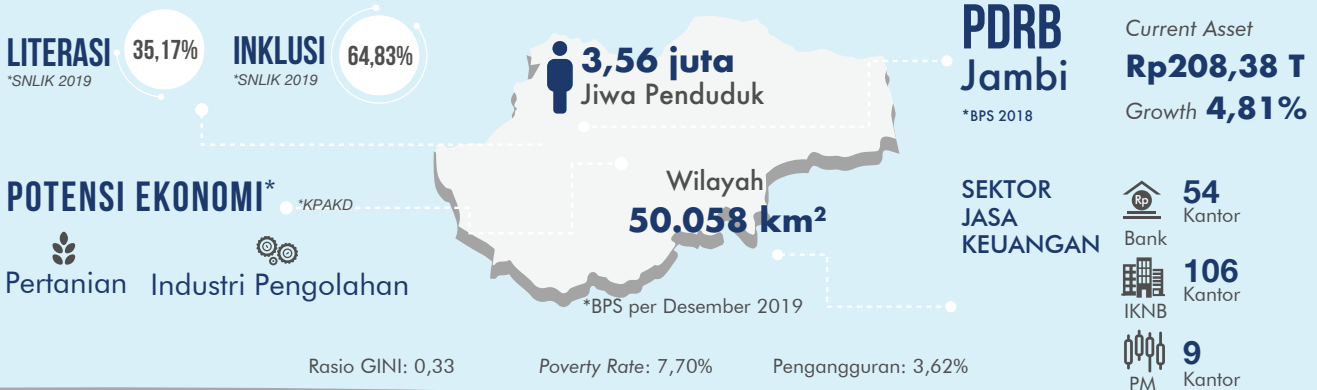 LITERASI
*SNLIK 2019
35,17%
INKLUSI
*SNLIK 2019
64,83%
3,56 juta
Jiwa Penduduk
PDRB
Jambi
*BPS 2018
Current Asset
Rp208,38 T
Growth 4,81%
POTENSI EKONOMI*
*KPAKD
Pertanian
Industri Pengolahan
Wilayah
50.058 km²
*BPS per Desember 2019
SEKTOR
JASA
KEUANGAN
Rp
Bank
54
Kantor
IKNB
106
Kantor
PM
9
Kantor
Rasio GINI: 0,33
Poverty Rate: 7,70%
Pengangguran: 3,62%